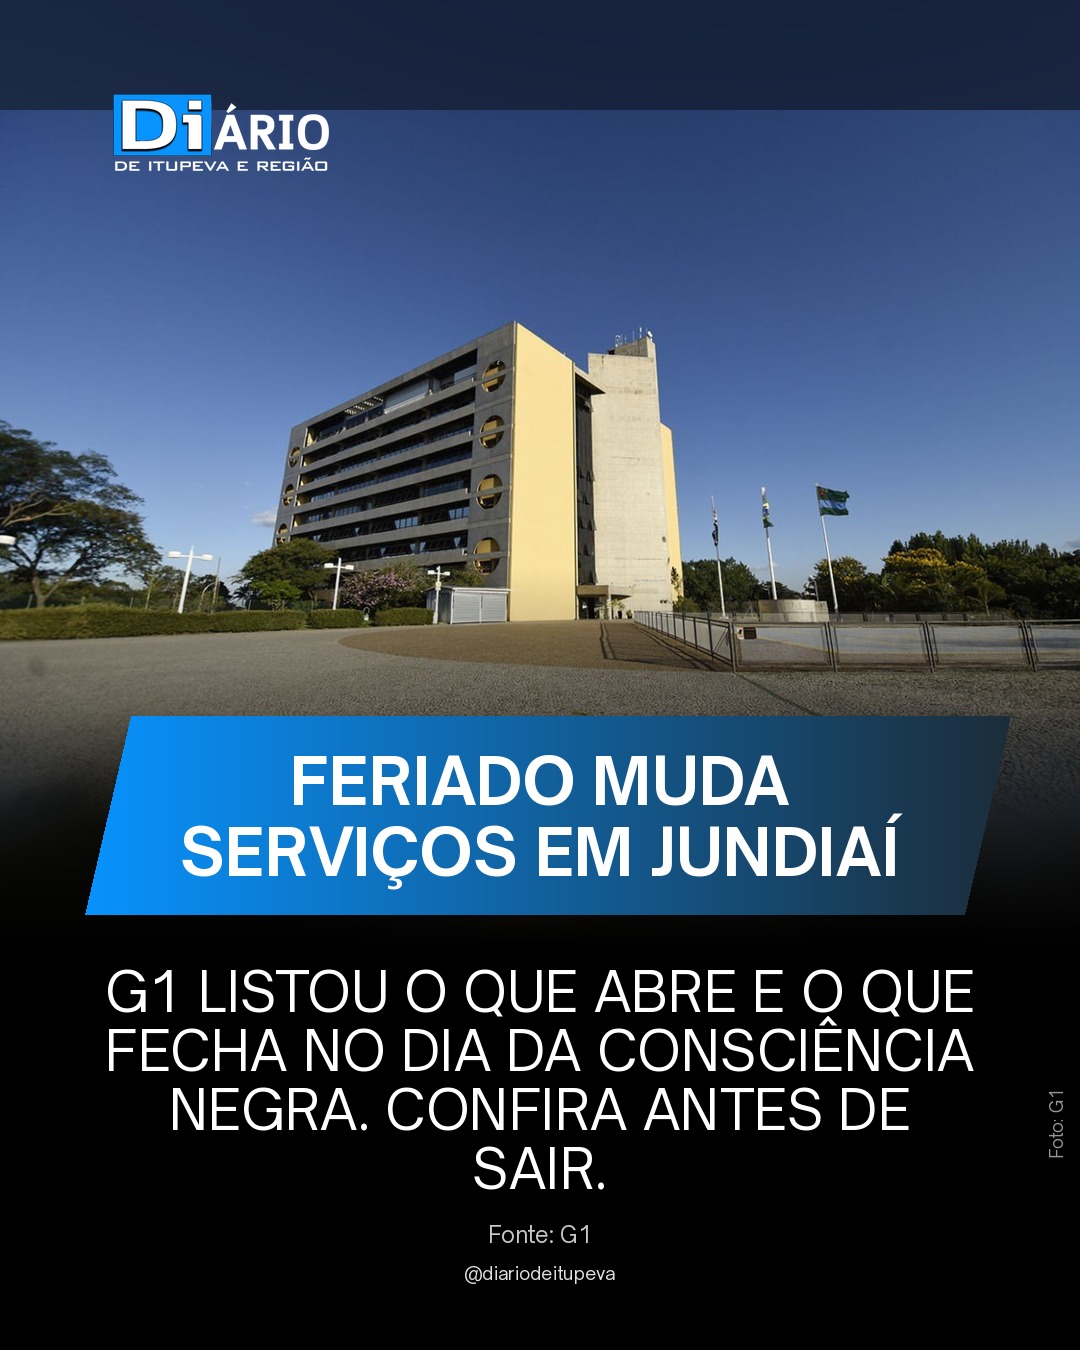 DiÁRIO
DE ITUPEVA E REGIÃO
FERIADO MUDA
SERVIÇOS EM JUNDIAÍ
G1 LISTOU O QUE ABRE E O QUE
FECHA NO DIA DA CONSCIÊNCIA
NEGRA. CONFIRA ANTES DE
SAIR.
Foto: G1
Fonte: G1
@diariodeitupeva